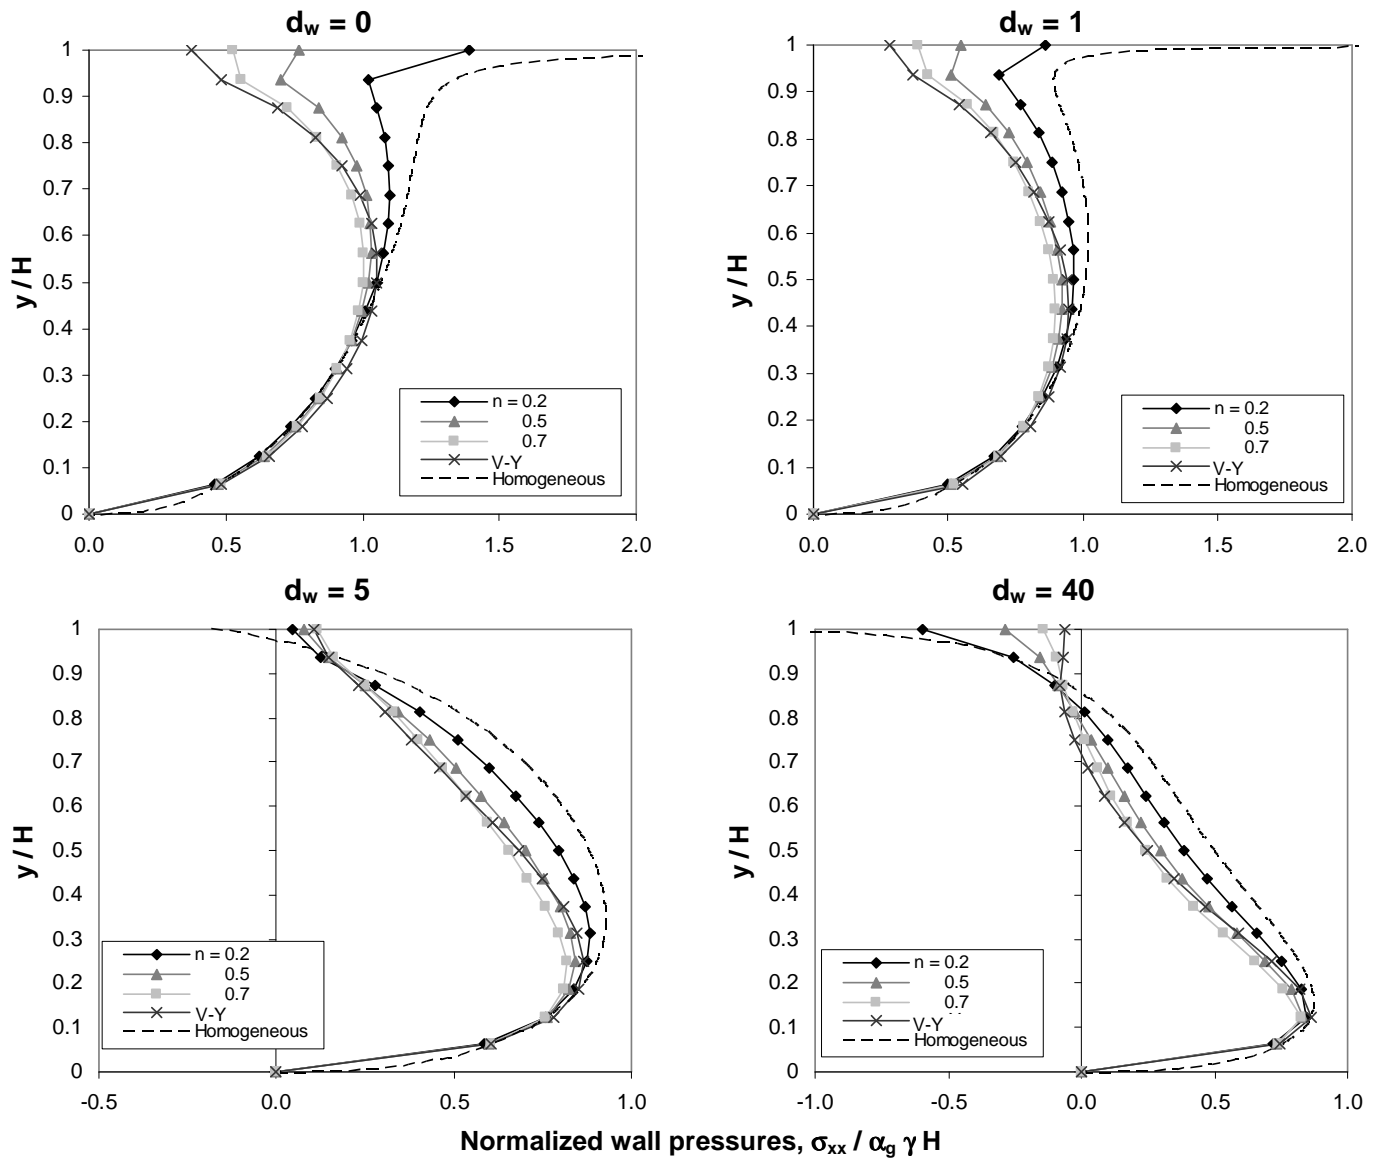 d_w = 0
1
0.9
0.8
0.7
0.6
0.5
0.4
0.3
0.2
0.1
0
y / H
n = 0.2
0.5
0.7
V-Y
Homogeneous
0.0 0.5 1.0 1.5 2.0
d_w = 1
1
0.9
0.8
0.7
0.6
0.5
0.4
0.3
0.2
0.1
0
y / H
n = 0.2
0.5
0.7
V-Y
Homogeneous
0.0 0.5 1.0 1.5 2.0
d_w = 5
1
0.9
0.8
0.7
0.6
0.5
0.4
0.3
0.2
0.1
0
y / H
n = 0.2
0.5
0.7
V-Y
Homogeneous
-0.5 0.0 0.5 1.0
d_w = 40
1
0.9
0.8
0.7
0.6
0.5
0.4
0.3
0.2
0.1
0
y / H
n = 0.2
0.5
0.7
V-Y
Homogeneous
-1.0 -0.5 0.0 0.5 1.0
Normalized wall pressures, σ_xx / α_g γ H